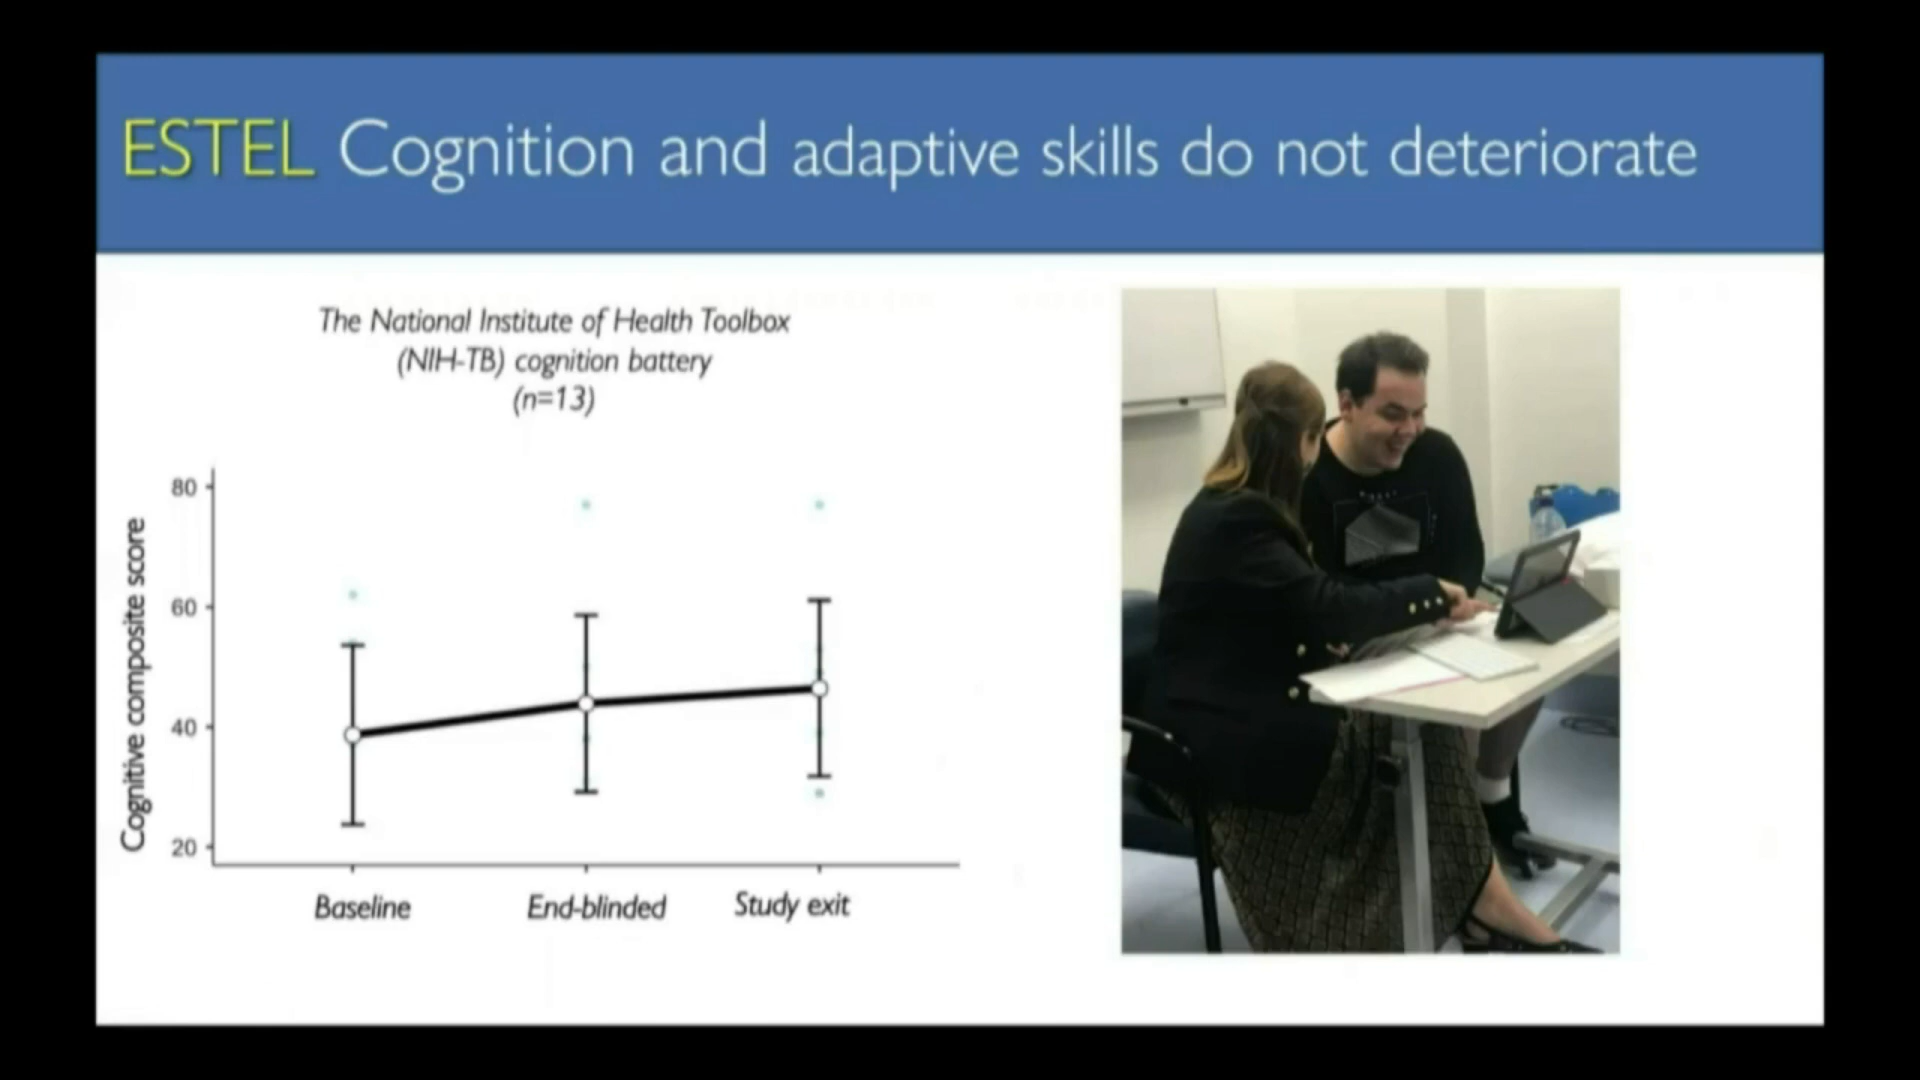 ESTEL Cognition and adaptive skills do not deteriorate
The National Institute of Health Toolbox
(NIH-TB) cognition battery
(n=13)
Cognitive composite score
80
60
40
20
Baseline
End-blinded
Study exit